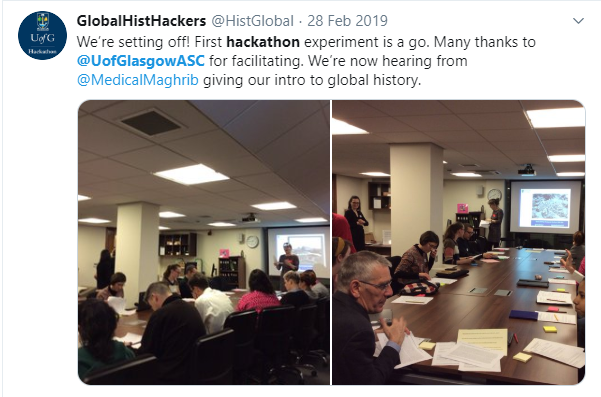 GlobalHistHackers @HistGlobal · 28 Feb 2019
We're setting off! First hackathon experiment is a go. Many thanks to
@UofGlasgowASC for facilitating. We're now hearing from
@MedicalMaghrib giving our intro to global history.
UofG
Hackathon